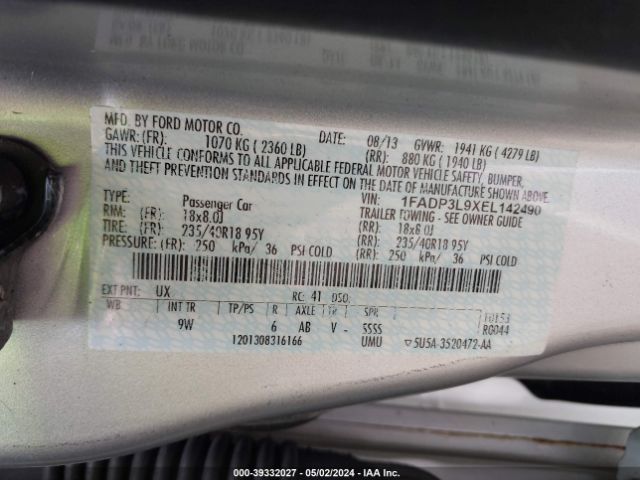 MFD. BY FORD MOTOR CO.
DATE: 08/13 GVWR: 1941 KG ( 4279 LB)
GAWR: (FR): 1070 KG ( 2360 LB) (RR): 880 KG ( 1940 LB)
THIS VEHICLE CONFORMS TO ALL APPLICABLE FEDERAL MOTOR VEHICLE SAFETY, BUMPER,
AND THEFT PREVENTION STANDARDS IN EFFECT ON THE DATE OF MANUFACTURE SHOWN ABOVE.
VIN: 1FADP3L9XEL142490
TYPE: Passenger Car TRAILER TOWING - SEE OWNER GUIDE
RIM: (FR): 18x8.0J (RR): 18x8.0J
TIRE: (FR): 235/40R18 95Y (RR): 235/40R18 95Y
PRESSURE: (FR): 250 kPa/ 36 PSI COLD (RR): 250 kPa/ 36 PSI COLD
EXT PNT: UX RC: 41 DSO:
WB INT TR TP/PS R AXLE TR SPR 10153
9W 6 AB V - SSSS RG044
1201308316166 UMU ▽5U5A-3520472-AA
000-39332027 - 05/02/2024 - IAA Inc.